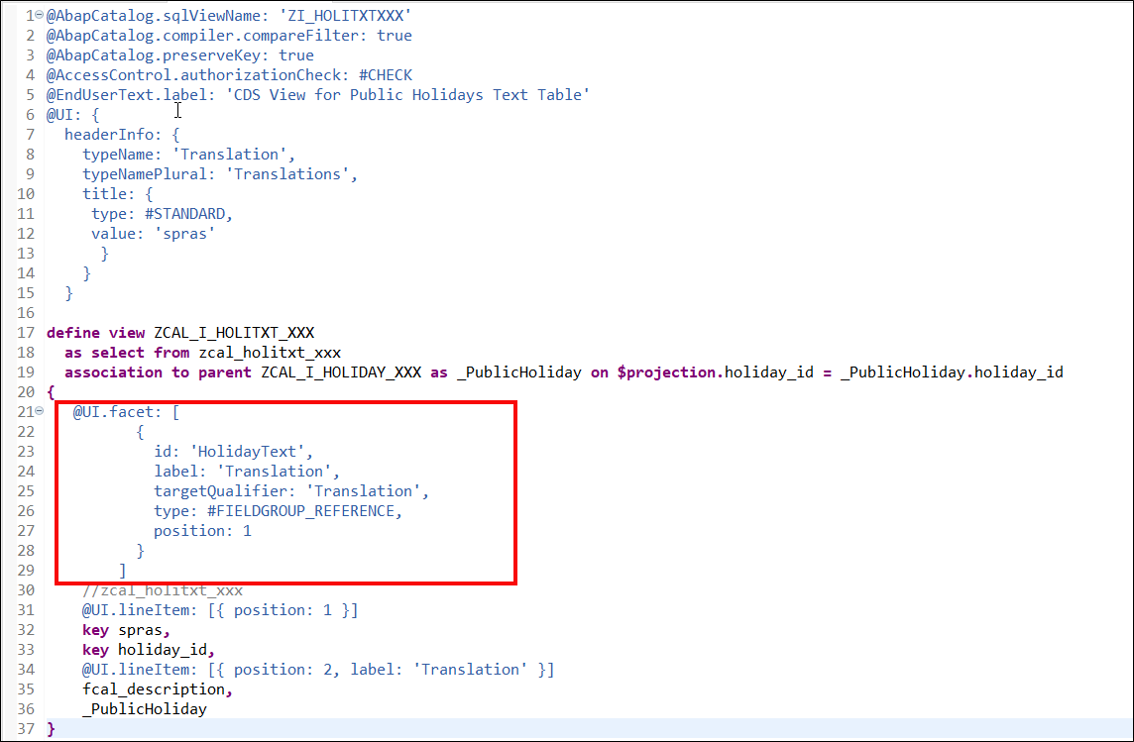 1 @AbapCatalog.sqlViewName: 'ZI_HOLITXTXXX'
2 @AbapCatalog.compiler.compareFilter: true
3 @AbapCatalog.preserveKey: true
4 @AccessControl.authorizationCheck: #CHECK
5 @EndUserText.label: 'CDS View for Public Holidays Text Table'
6 @UI: {
7 headerInfo: {
8 typeName: 'Translation',
9 typeNamePlural: 'Translations',
10 title: {
11 type: #STANDARD,
12 value: 'spras'
13 }
14 }
15 }
16
17 define view ZCAL_I_HOLITXT_XXX
18 as select from zcal_holitxt_xxx
19 association to parent ZCAL_I_HOLIDAY_XXX as _PublicHoliday on $projection.holiday_id = _PublicHoliday.holiday_id
20 {
21 @UI.facet: [
22 {
23 id: 'HolidayText',
24 label: 'Translation',
25 targetQualifier: 'Translation',
26 type: #FIELDGROUP_REFERENCE,
27 position: 1
28 }
29 ]
30 //zcal_holitxt_xxx
31 @UI.lineItem: [{ position: 1 }]
32 key spras,
33 key holiday_id,
34 @UI.lineItem: [{ position: 2, label: 'Translation' }]
35 fcal_description,
36 _PublicHoliday
37 }